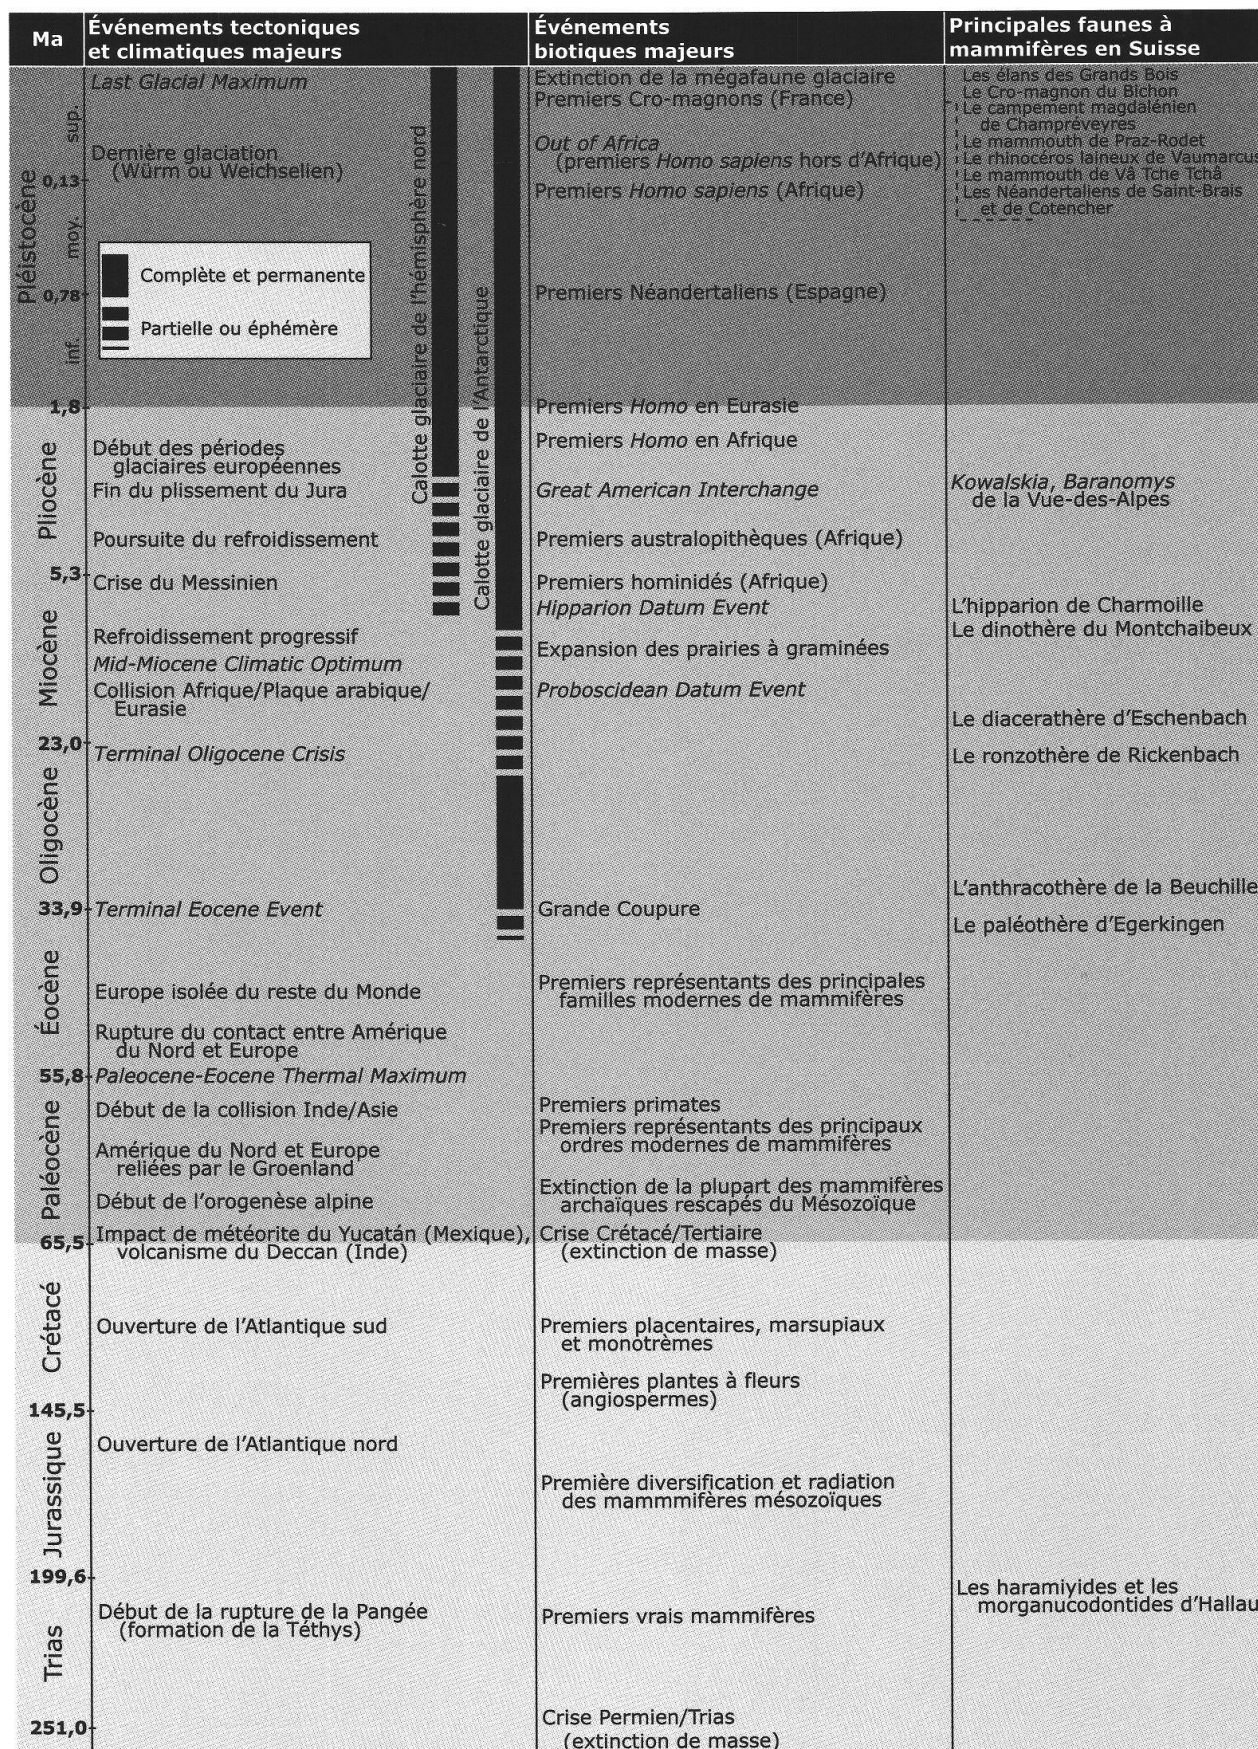 Ma
Événements tectoniques
et climatiques majeurs
Événements
biotiques majeurs
Principales faunes à
mammifères en Suisse
Pléistocène
sup.
moy.
inf.
0,13
0,78
1,8
Pliocène
5,3
Miocène
23,0
Oligocène
33,9
Éocène
55,8
Paléocène
65,5
Crétacé
145,5
Jurassique
199,6
Trias
251,0
Last Glacial Maximum
Dernière glaciation
(Würm ou Weichselien)
Complète et permanente
Partielle ou éphémère
Calotte glaciaire de l'hémisphère nord
Calotte glaciaire de l'Antarctique
Début des périodes
glaciaires européennes
Fin du plissement du Jura
Poursuite du refroidissement
Crise du Messinien
Refroidissement progressif
Mid-Miocene Climatic Optimum
Collision Afrique/Plaque arabique/
Eurasie
Terminal Oligocene Crisis
Terminal Eocene Event
Europe isolée du reste du Monde
Rupture du contact entre Amérique
du Nord et Europe
Paleocene-Eocene Thermal Maximum
Début de la collision Inde/Asie
Amérique du Nord et Europe
reliées par le Groenland
Début de l'orogenèse alpine
Impact de météorite du Yucatán (Mexique),
volcanisme du Deccan (Inde)
Ouverture de l'Atlantique sud
Ouverture de l'Atlantique nord
Début de la rupture de la Pangée
(formation de la Téthys)
Extinction de la mégafaune glaciaire
Premiers Cro-magnons (France)
Out of Africa
(premiers Homo sapiens hors d'Afrique)
Premiers Homo sapiens (Afrique)
Premiers Néandertaliens (Espagne)
Premiers Homo en Eurasie
Premiers Homo en Afrique
Great American Interchange
Premiers australopithèques (Afrique)
Premiers hominidés (Afrique)
Hipparion Datum Event
Expansion des prairies à graminées
Proboscidean Datum Event
Grande Coupure
Premiers représentants des principales
familles modernes de mammifères
Premiers primates
Premiers représentants des principaux
ordres modernes de mammifères
Extinction de la plupart des mammifères
archaïques rescapés du Mésozoïque
Crise Crétacé/Tertiaire
(extinction de masse)
Premiers placentaires, marsupiaux
et monotrèmes
Premières plantes à fleurs
(angiospermes)
Première diversification et radiation
des mammmifères mésozoïques
Premiers vrais mammifères
Crise Permien/Trias
(extinction de masse)
Les élans des Grands Bois
Le Cro-magnon du Bichon
Le campement magdalénien
de Champréveyres
Le mammouth de Praz-Rodet
Le rhinocéros laineux de Vaumarcus
Le mammouth de Vâ Tche Tchâ
Les Néandertaliens de Saint-Brais
et de Cotencher
Kowalskia, Baranomys
de la Vue-des-Alpes
L'hipparion de Charmoille
Le dinothère du Montchaibeux
Le diacerathère d'Eschenbach
Le ronzothère de Rickenbach
L'anthracothère de la Beuchille
Le paléothère d'Egerkingen
Les haramiyides et les
morganucodontides d'Hallau